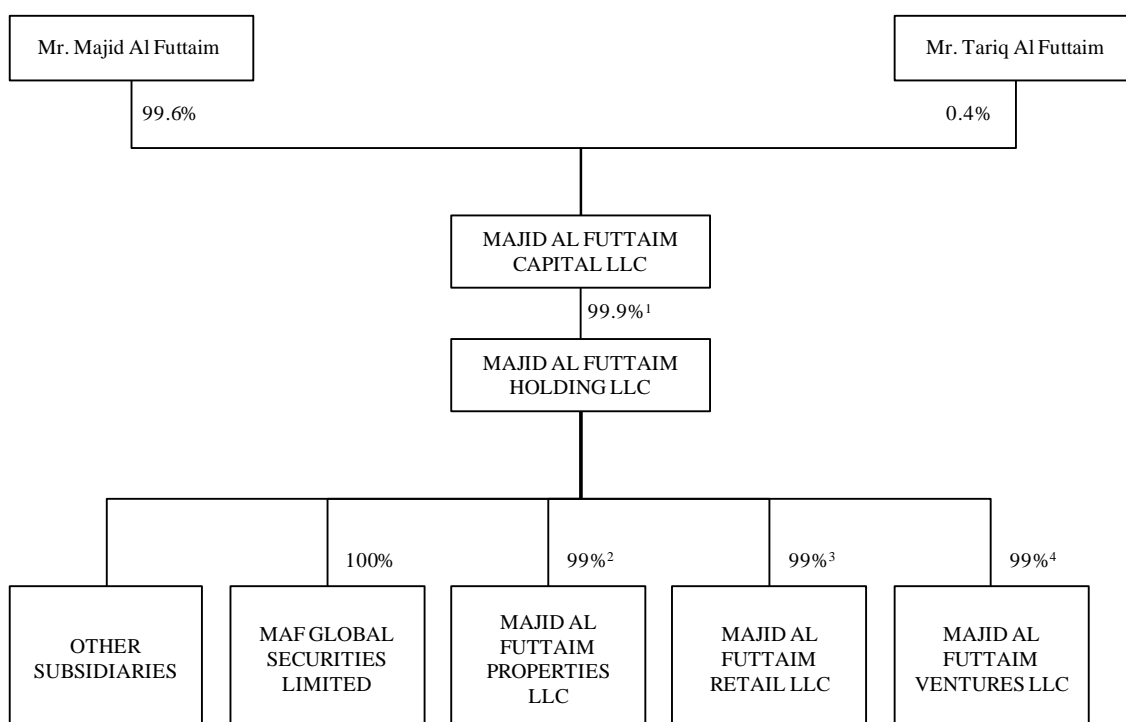 Mr. Majid Al Futtaim
Mr. Tariq Al Futtaim
99.6%
0.4%
MAJID AL FUTTAIM
CAPITAL LLC
99.9%¹
MAJID AL FUTTAIM
HOLDING LLC
100%
99%²
99%³
99%⁴
OTHER
SUBSIDIARIES
MAF GLOBAL
SECURITIES
LIMITED
MAJID AL
FUTTAIM
PROPERTIES
LLC
MAJID AL
FUTTAIM
RETAIL LLC
MAJID AL
FUTTAIM
VENTURES LLC